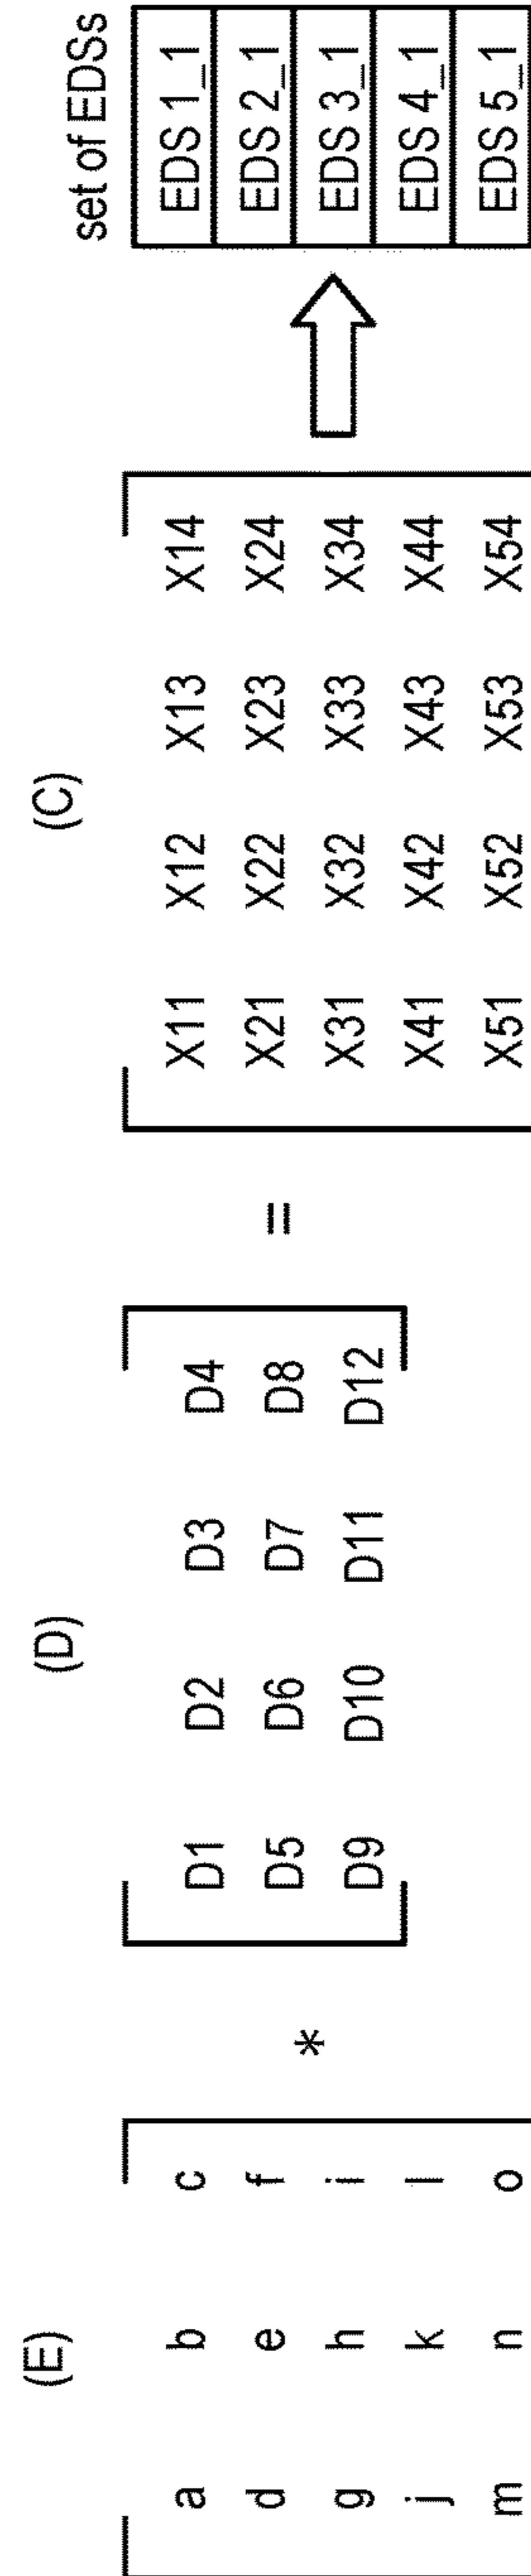 (E)
a b c
d e f
g h i
j k l
m n o
*
(D)
D1 D2 D3 D4
D5 D6 D7 D8
D9 D10 D11 D12
=
(C)
X11 X12 X13 X14
X21 X22 X23 X24
X31 X32 X33 X34
X41 X42 X43 X44
X51 X52 X53 X54
set of EDSs
EDS 1_1
EDS 2_1
EDS 3_1
EDS 4_1
EDS 5_1